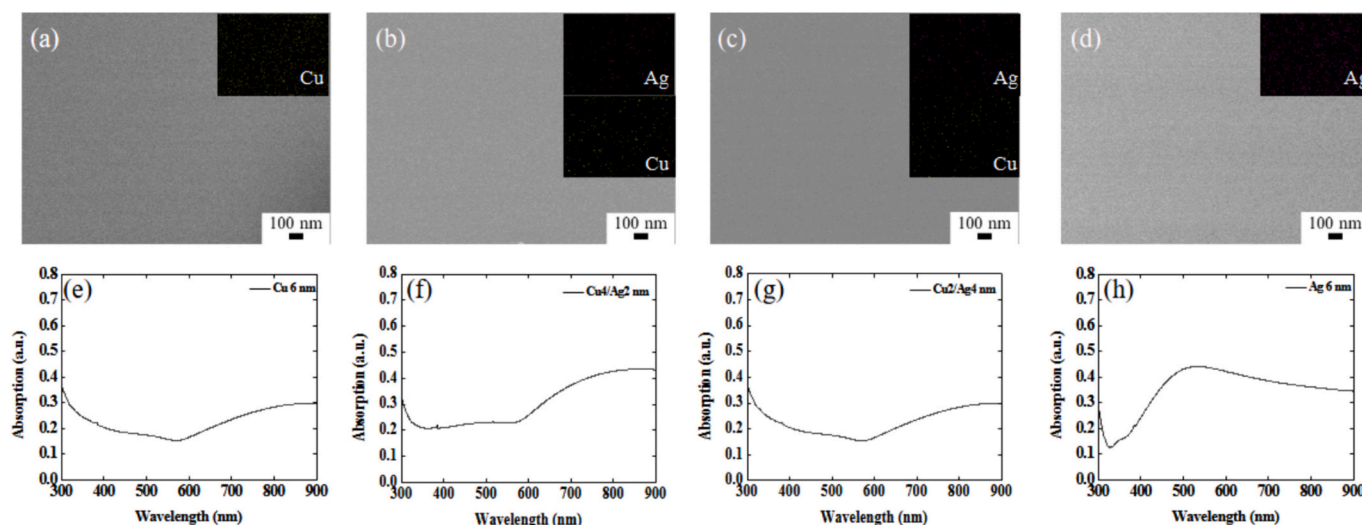 (a)
Cu
100 nm
(b)
Ag
Cu
100 nm
(c)
Ag
Cu
100 nm
(d)
Ag
100 nm
(e)
Cu 6 nm
0.8
0.7
0.6
0.5
0.4
0.3
0.2
0.1
0.0
300 400 500 600 700 800 900
Absorption (a.u.)
Wavelength (nm)
(f)
Cu4/Ag2 nm
0.8
0.7
0.6
0.5
0.4
0.3
0.2
0.1
0.0
300 400 500 600 700 800 900
Absorption (a.u.)
Wavelength (nm)
(g)
Cu2/Ag4 nm
0.8
0.7
0.6
0.5
0.4
0.3
0.2
0.1
0.0
300 400 500 600 700 800 900
Absorption (a.u.)
Wavelength (nm)
(h)
Ag 6 nm
0.8
0.7
0.6
0.5
0.4
0.3
0.2
0.1
0.0
300 400 500 600 700 800 900
Absorption (a.u.)
Wavelength (nm)